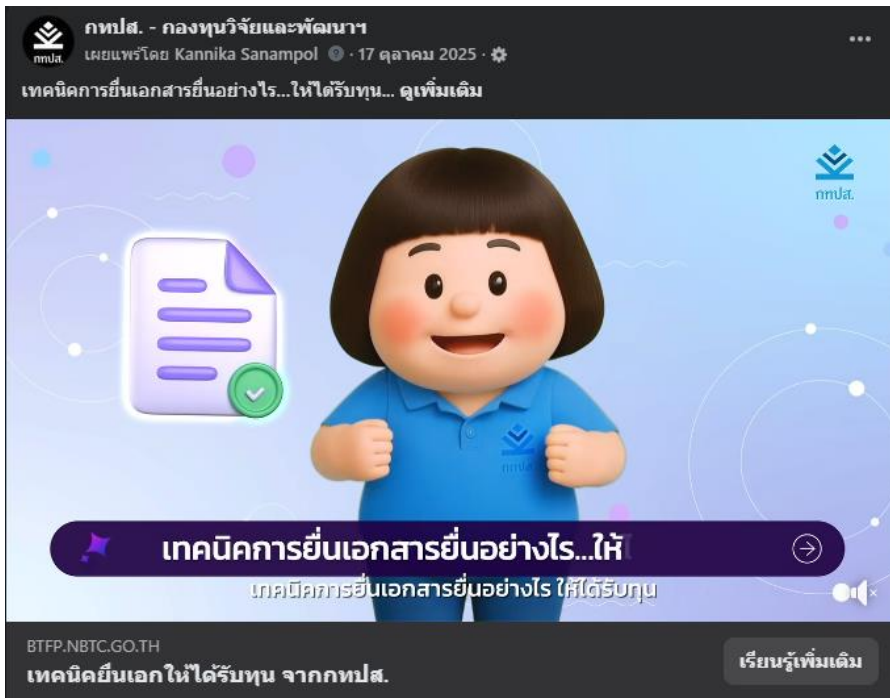 กทปส. - กองทุนวิจัยและพัฒนาฯ
เผยแพร่โดย Kannika Sanampol · 17 ตุลาคม 2025 ·
เทคนิคการยื่นเอกสารยื่นอย่างไร...ให้ได้รับทุน... ดูเพิ่มเติม
กทปส.
กทปส.
กทปส.
เทคนิคการยื่นเอกสารยื่นอย่างไร...ให้
เทคนิคการยื่นเอกสารยื่นอย่างไร ให้ได้รับทุน
BTFP.NBTC.GO.TH
เทคนิคยื่นเอกให้ได้รับทุน จากกทปส.
เรียนรู้เพิ่มเติม